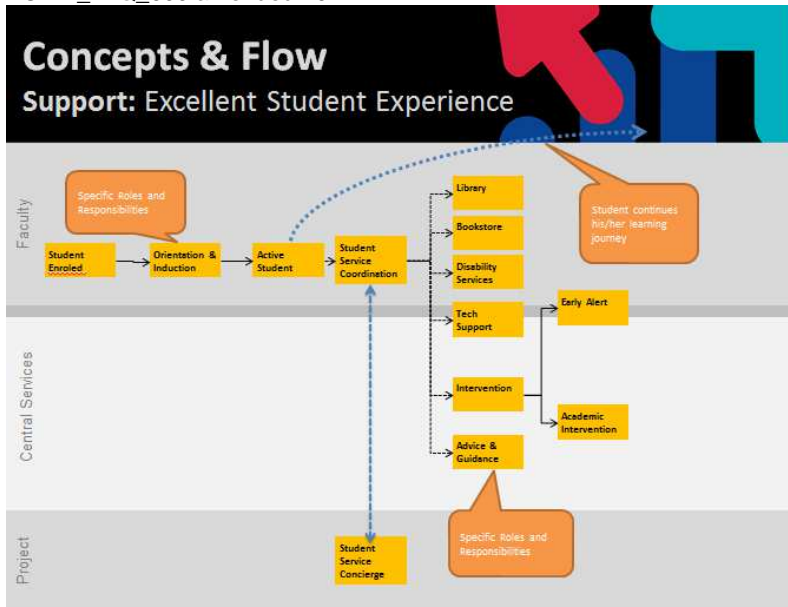 Concepts & Flow
Support: Excellent Student Experience
Faculty
Specific Roles and
Responsibilities
Student
Enroled
Orientation &
Induction
Active
Student
Student
Service
Coordination
Library
Bookstore
Disability
Services
Tech
Support
Student continues
his/her learning
journey
Early Alert
Central Services
Intervention
Academic
Intervention
Advice &
Guidance
Specific Roles and
Responsibilities
Project
Student
Service
Concierge